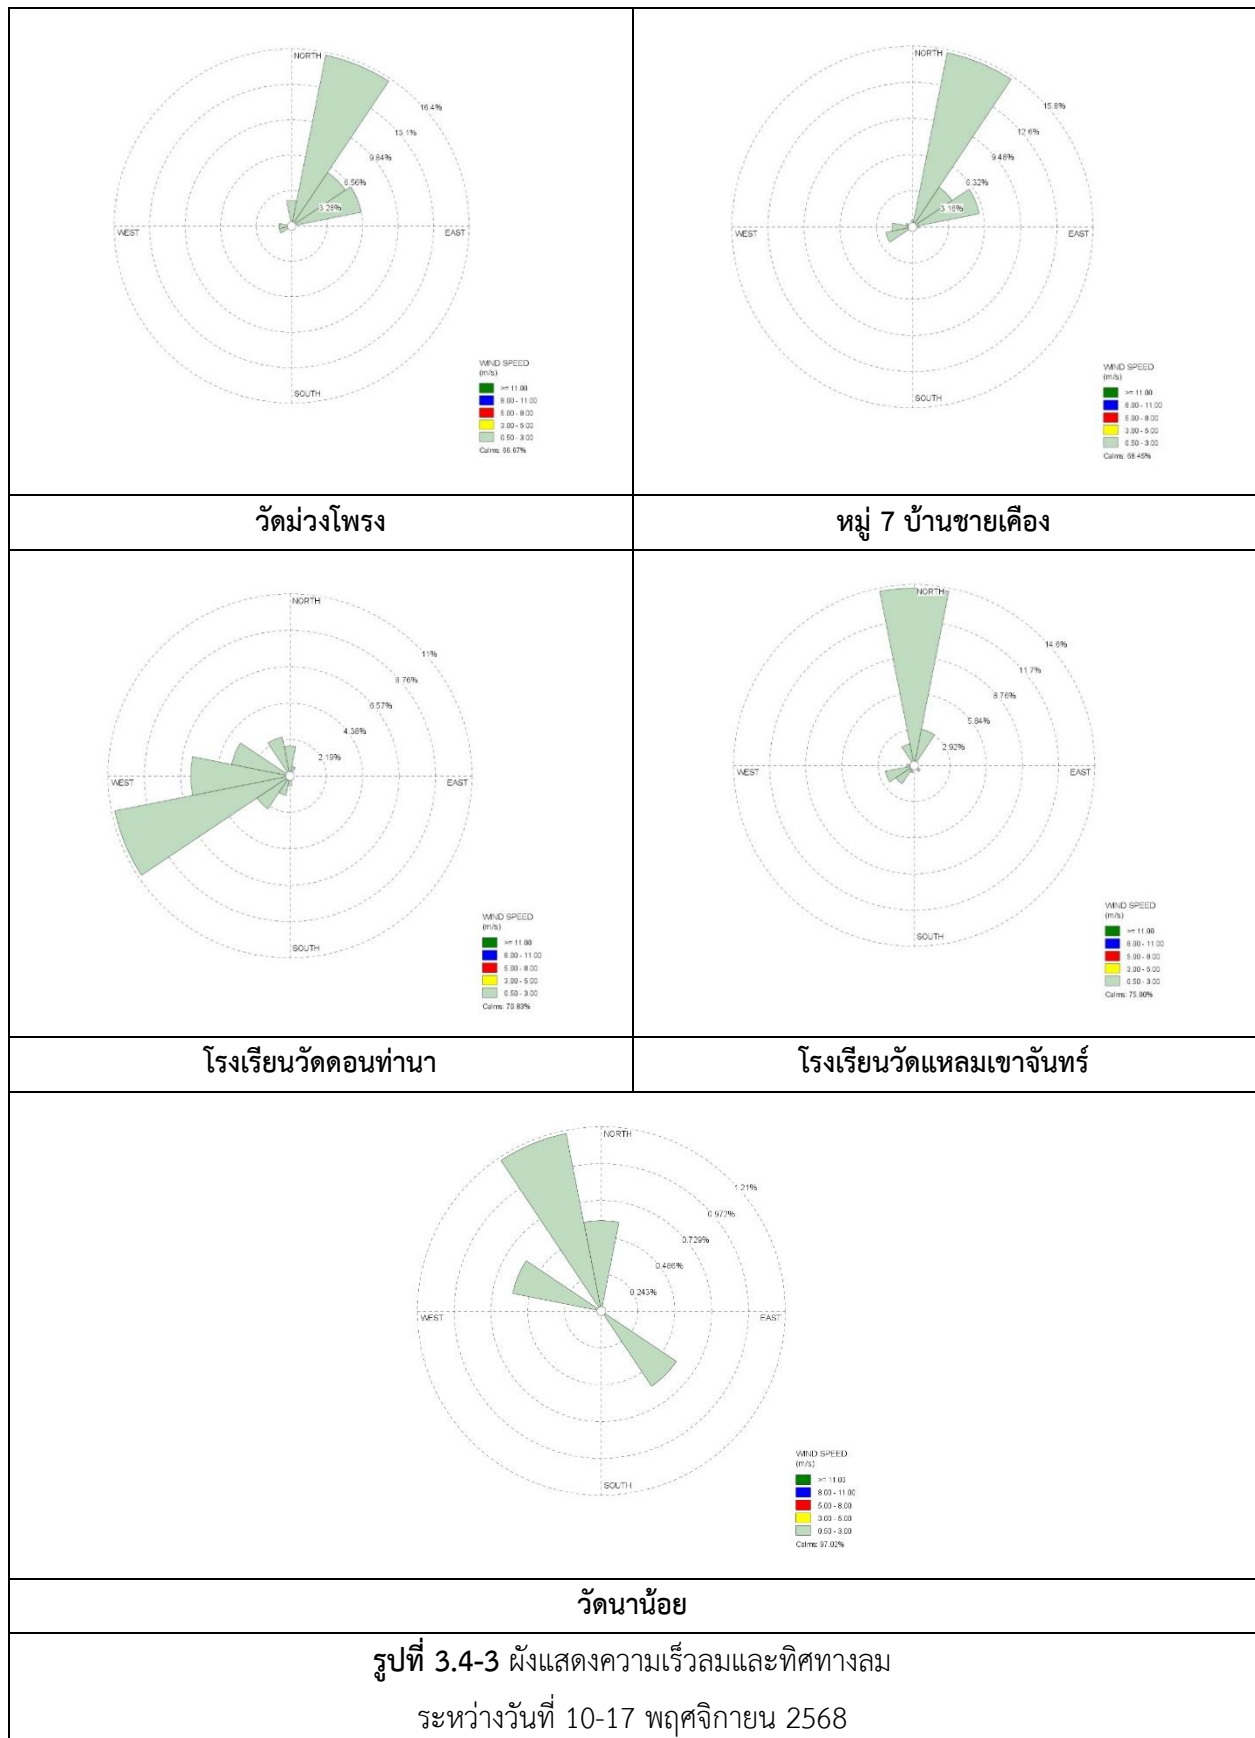 NORTH
16.4%
13.1%
9.84%
6.56%
3.28%
WEST
EAST
SOUTH
WIND SPEED
(m/s)
>= 11.00
8.00 - 11.00
5.00 - 8.00
3.00 - 5.00
0.50 - 3.00
Calms: 66.67%
วัดม่วงโพรง
NORTH
15.8%
12.6%
9.48%
6.32%
3.16%
WEST
EAST
SOUTH
WIND SPEED
(m/s)
>= 11.00
8.00 - 11.00
5.00 - 8.00
3.00 - 5.00
0.50 - 3.00
Calms: 68.45%
หมู่ 7 บ้านชายเคือง
NORTH
11%
8.76%
6.57%
4.38%
2.19%
WEST
EAST
SOUTH
WIND SPEED
(m/s)
>= 11.00
8.00 - 11.00
5.00 - 8.00
3.00 - 5.00
0.50 - 3.00
Calms: 70.83%
โรงเรียนวัดดอนท่านา
NORTH
14.6%
11.7%
8.76%
5.84%
2.92%
WEST
EAST
SOUTH
WIND SPEED
(m/s)
>= 11.00
8.00 - 11.00
5.00 - 8.00
3.00 - 5.00
0.50 - 3.00
Calms: 75.00%
โรงเรียนวัดแหลมเขาจันทร์
NORTH
1.21%
0.972%
0.729%
0.486%
0.243%
WEST
EAST
SOUTH
WIND SPEED
(m/s)
>= 11.00
8.00 - 11.00
5.00 - 8.00
3.00 - 5.00
0.50 - 3.00
Calms: 97.02%
วัดนาน้อย
รูปที่ 3.4-3 ผังแสดงความเร็วลมและทิศทางลม
ระหว่างวันที่ 10-17 พฤศจิกายน 2568